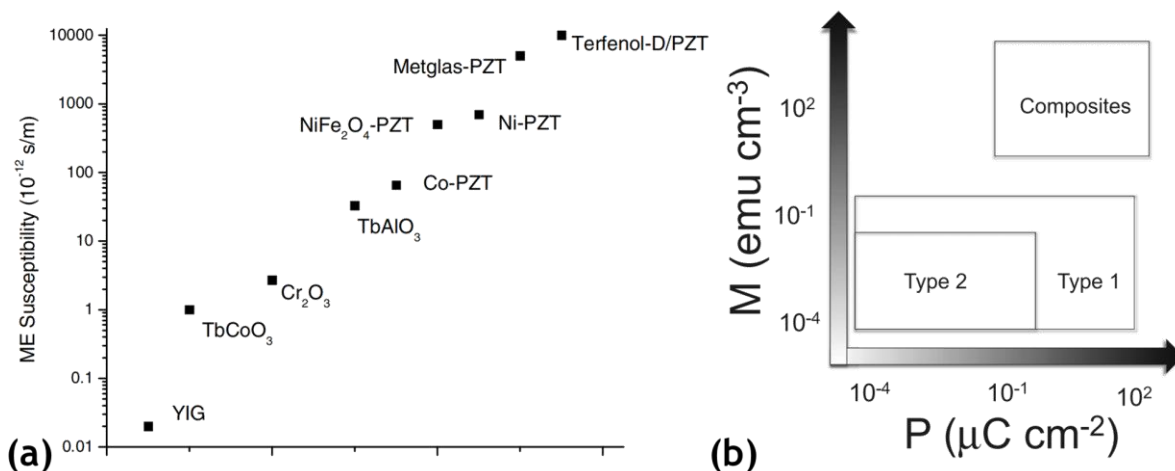 10000
1000
100
10
1
0.1
0.01
ME Susceptibility (10⁻¹² s/m)
Terfenol-D/PZT
Metglas-PZT
NiFe₂O₄-PZT
Ni-PZT
Co-PZT
TbAlO₃
Cr₂O₃
TbCoO₃
YIG
(a)
M (emu cm⁻³)
10²
10⁻¹
10⁻⁴
Composites
Type 2
Type 1
10⁻⁴
10⁻¹
10²
P (μC cm⁻²)
(b)